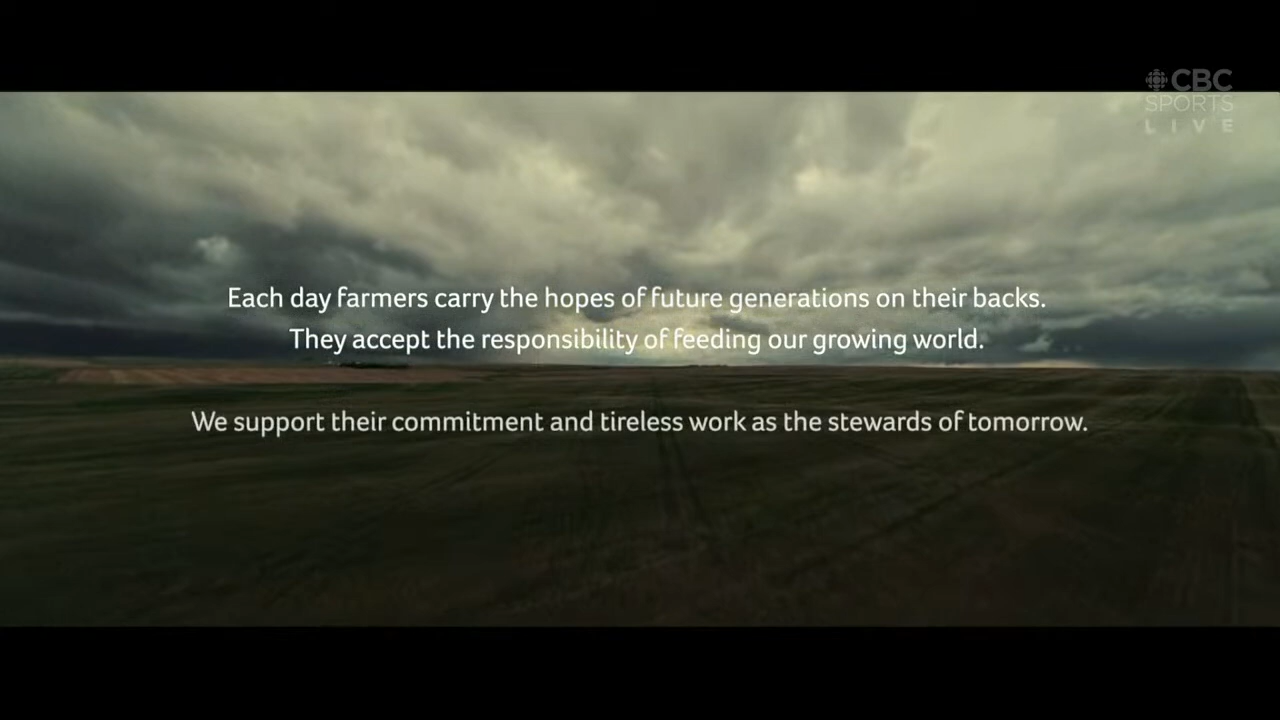 CBC
SPORTS
LIVE
Each day farmers carry the hopes of future generations on their backs.
They accept the responsibility of feeding our growing world.
We support their commitment and tireless work as the stewards of tomorrow.